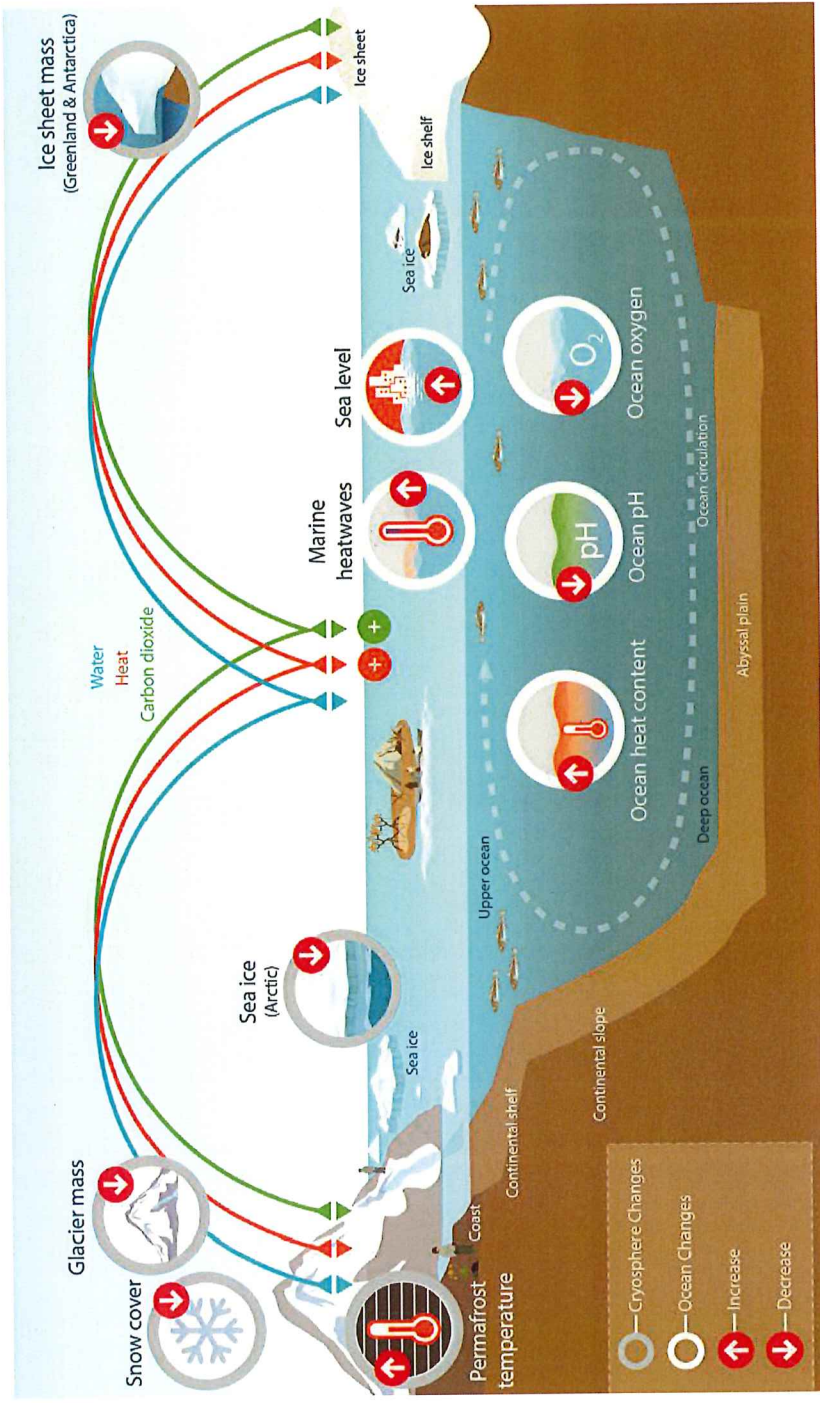 Ice sheet mass
(Greenland & Antarctica)
Glacier mass
Snow cover
Water
Heat
Carbon dioxide
Sea ice
(Arctic)
Marine
heatwaves
Sea level
Ice sheet
Sea ice
Sea ice
Ice shelf
Permafrost
temperature
Coast
Upper ocean
Continental shelf
O2
pH
Ocean heat content
Ocean pH
Ocean oxygen
Continental slope
Deep ocean
Ocean circulation
Abyssal plain
Cryosphere Changes
Ocean Changes
Increase
Decrease
+
+